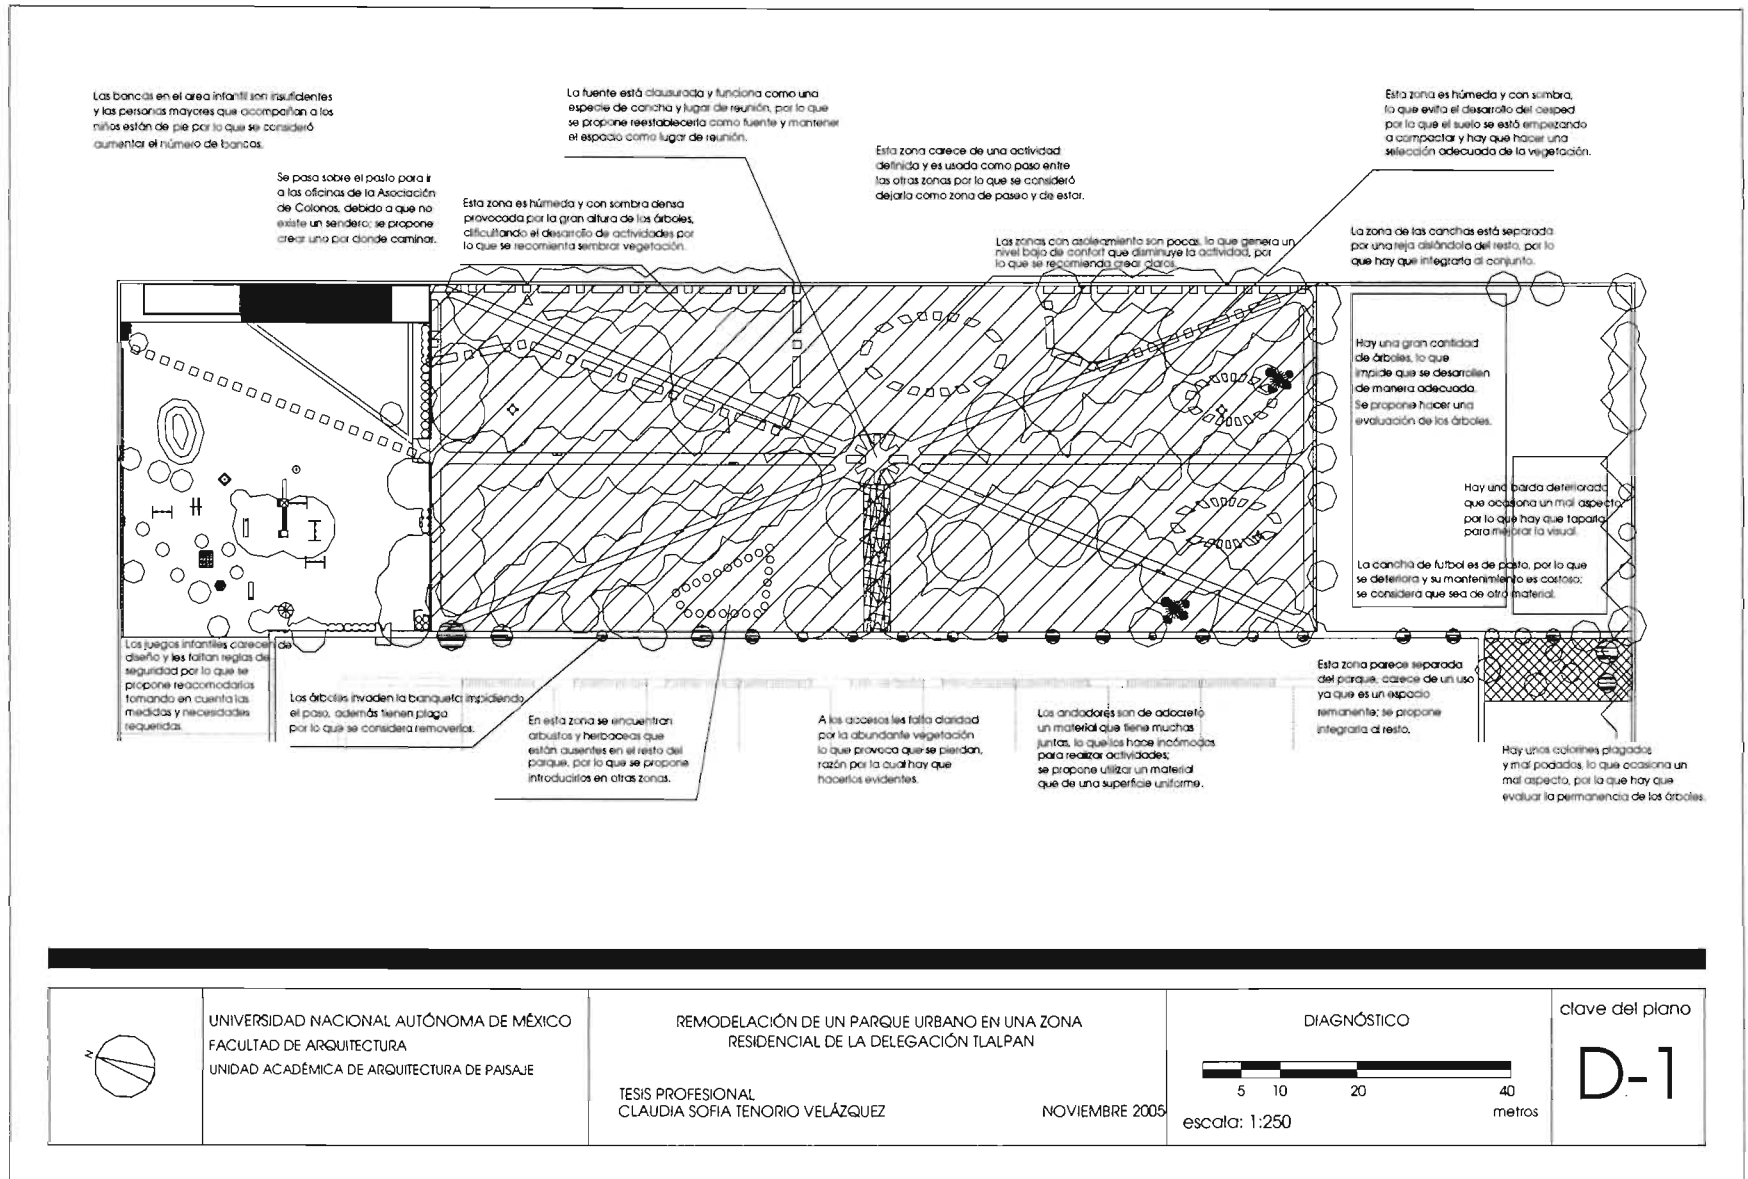 Las bancas en el area infantil son insuficientes
y las personas mayores que acompañan a los
niños están de pie por lo que se consideró
aumentar el número de bancas.
La fuente está clausurada y funciona como una
especie de concha y lugar de reunión, por lo que
se propone reestablecerla como fuente y mantener
el espacio como lugar de reunión.
Esta zona es húmeda y con sombra,
lo que evita el desarrollo del cesped
por lo que el suelo se está empezando
a compactar y hay que hacer una
selección adecuada de la vegetación.
Esta zona carece de una actividad
definida y es usada como paso entre
las otras zonas por lo que se consideró
dejarla como zona de paseo y de estar.
Se pasa sobre el pasto para ir
a las oficinas de la Asociación
de Colonos, debido a que no
existe un sendero; se propone
crear uno por donde caminar.
Esta zona es húmeda y con sombra densa
provocada por la gran altura de los árboles,
dificultando el desarrollo de actividades por
lo que se recomienta sembrar vegetación.
Las zonas con asoleamiento son pocas, lo que genera un
nivel bajo de confort que disminuye la actividad, por
lo que se recomienda crear claros.
La zona de las canchas está separada
por una reja aislándola del resto, por lo
que hay que integrarla al conjunto.
Hay una gran cantidad
de árboles, lo que
impide que se desarrollen
de manera adecuada.
Se propone hacer una
evaluación de los árboles.
Hay una barda deteriorada
que ocasiona un mal aspecto,
por lo que hay que taparla
para mejorar la visual.
La cancha de futbol es de pasto, por lo que
se deteriora y su mantenimiento es costoso;
se considera que sea de otro material.
Los juegos infantiles carecen de
diseño y les faltan reglas de
seguridad por lo que se
propone reacomodarlos
tomando en cuenta las
medidas y necesidades
requeridas.
Los árboles invaden la banqueta impidiendo
el paso, además tienen plaga
por lo que se considera removerlos.
En esta zona se encuentran
arbustos y herbaceas que
están ausentes en el resto del
parque, por lo que se propone
introducirlos en otras zonas.
A los accesos les falta claridad
por la abundante vegetación
lo que provoca que se pierdan,
razón por la cual hay que
hacerlos evidentes.
Los andadores son de adocreto
un material que tiene muchas
juntas, lo que los hace incómodos
para realizar actividades;
se propone utilizar un material
que de una superficie uniforme.
Esta zona parece separada
del parque, carece de un uso
ya que es un espacio
remanente; se propone
integrarla al resto.
Hay unos colorines plagados
y mal podados, lo que ocasiona un
mal aspecto, por la que hay que
evaluar la permanencia de los árboles.
N
UNIVERSIDAD NACIONAL AUTÓNOMA DE MÉXICO
FACULTAD DE ARQUITECTURA
UNIDAD ACADÉMICA DE ARQUITECTURA DE PAISAJE
REMODELACIÓN DE UN PARQUE URBANO EN UNA ZONA
RESIDENCIAL DE LA DELEGACIÓN TLALPAN
TESIS PROFESIONAL
CLAUDIA SOFIA TENORIO VELÁZQUEZ NOVIEMBRE 2005
DIAGNÓSTICO
5 10 20 40
metros
escala: 1:250
clave del plano
D-1